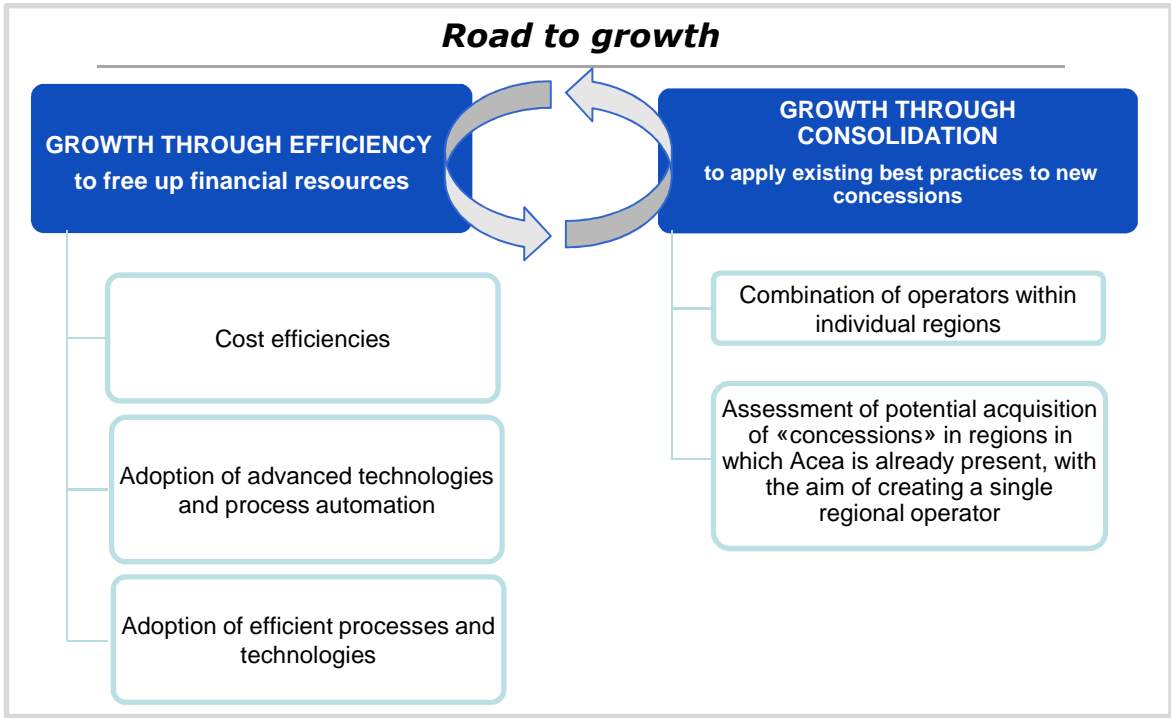 Road to growth
GROWTH THROUGH EFFICIENCY
to free up financial resources
Cost efficiencies
Adoption of advanced technologies
and process automation
Adoption of efficient processes and
technologies
GROWTH THROUGH
CONSOLIDATION
to apply existing best practices to new
concessions
Combination of operators within
individual regions
Assessment of potential acquisition
of «concessions» in regions in
which Acea is already present, with
the aim of creating a single
regional operator